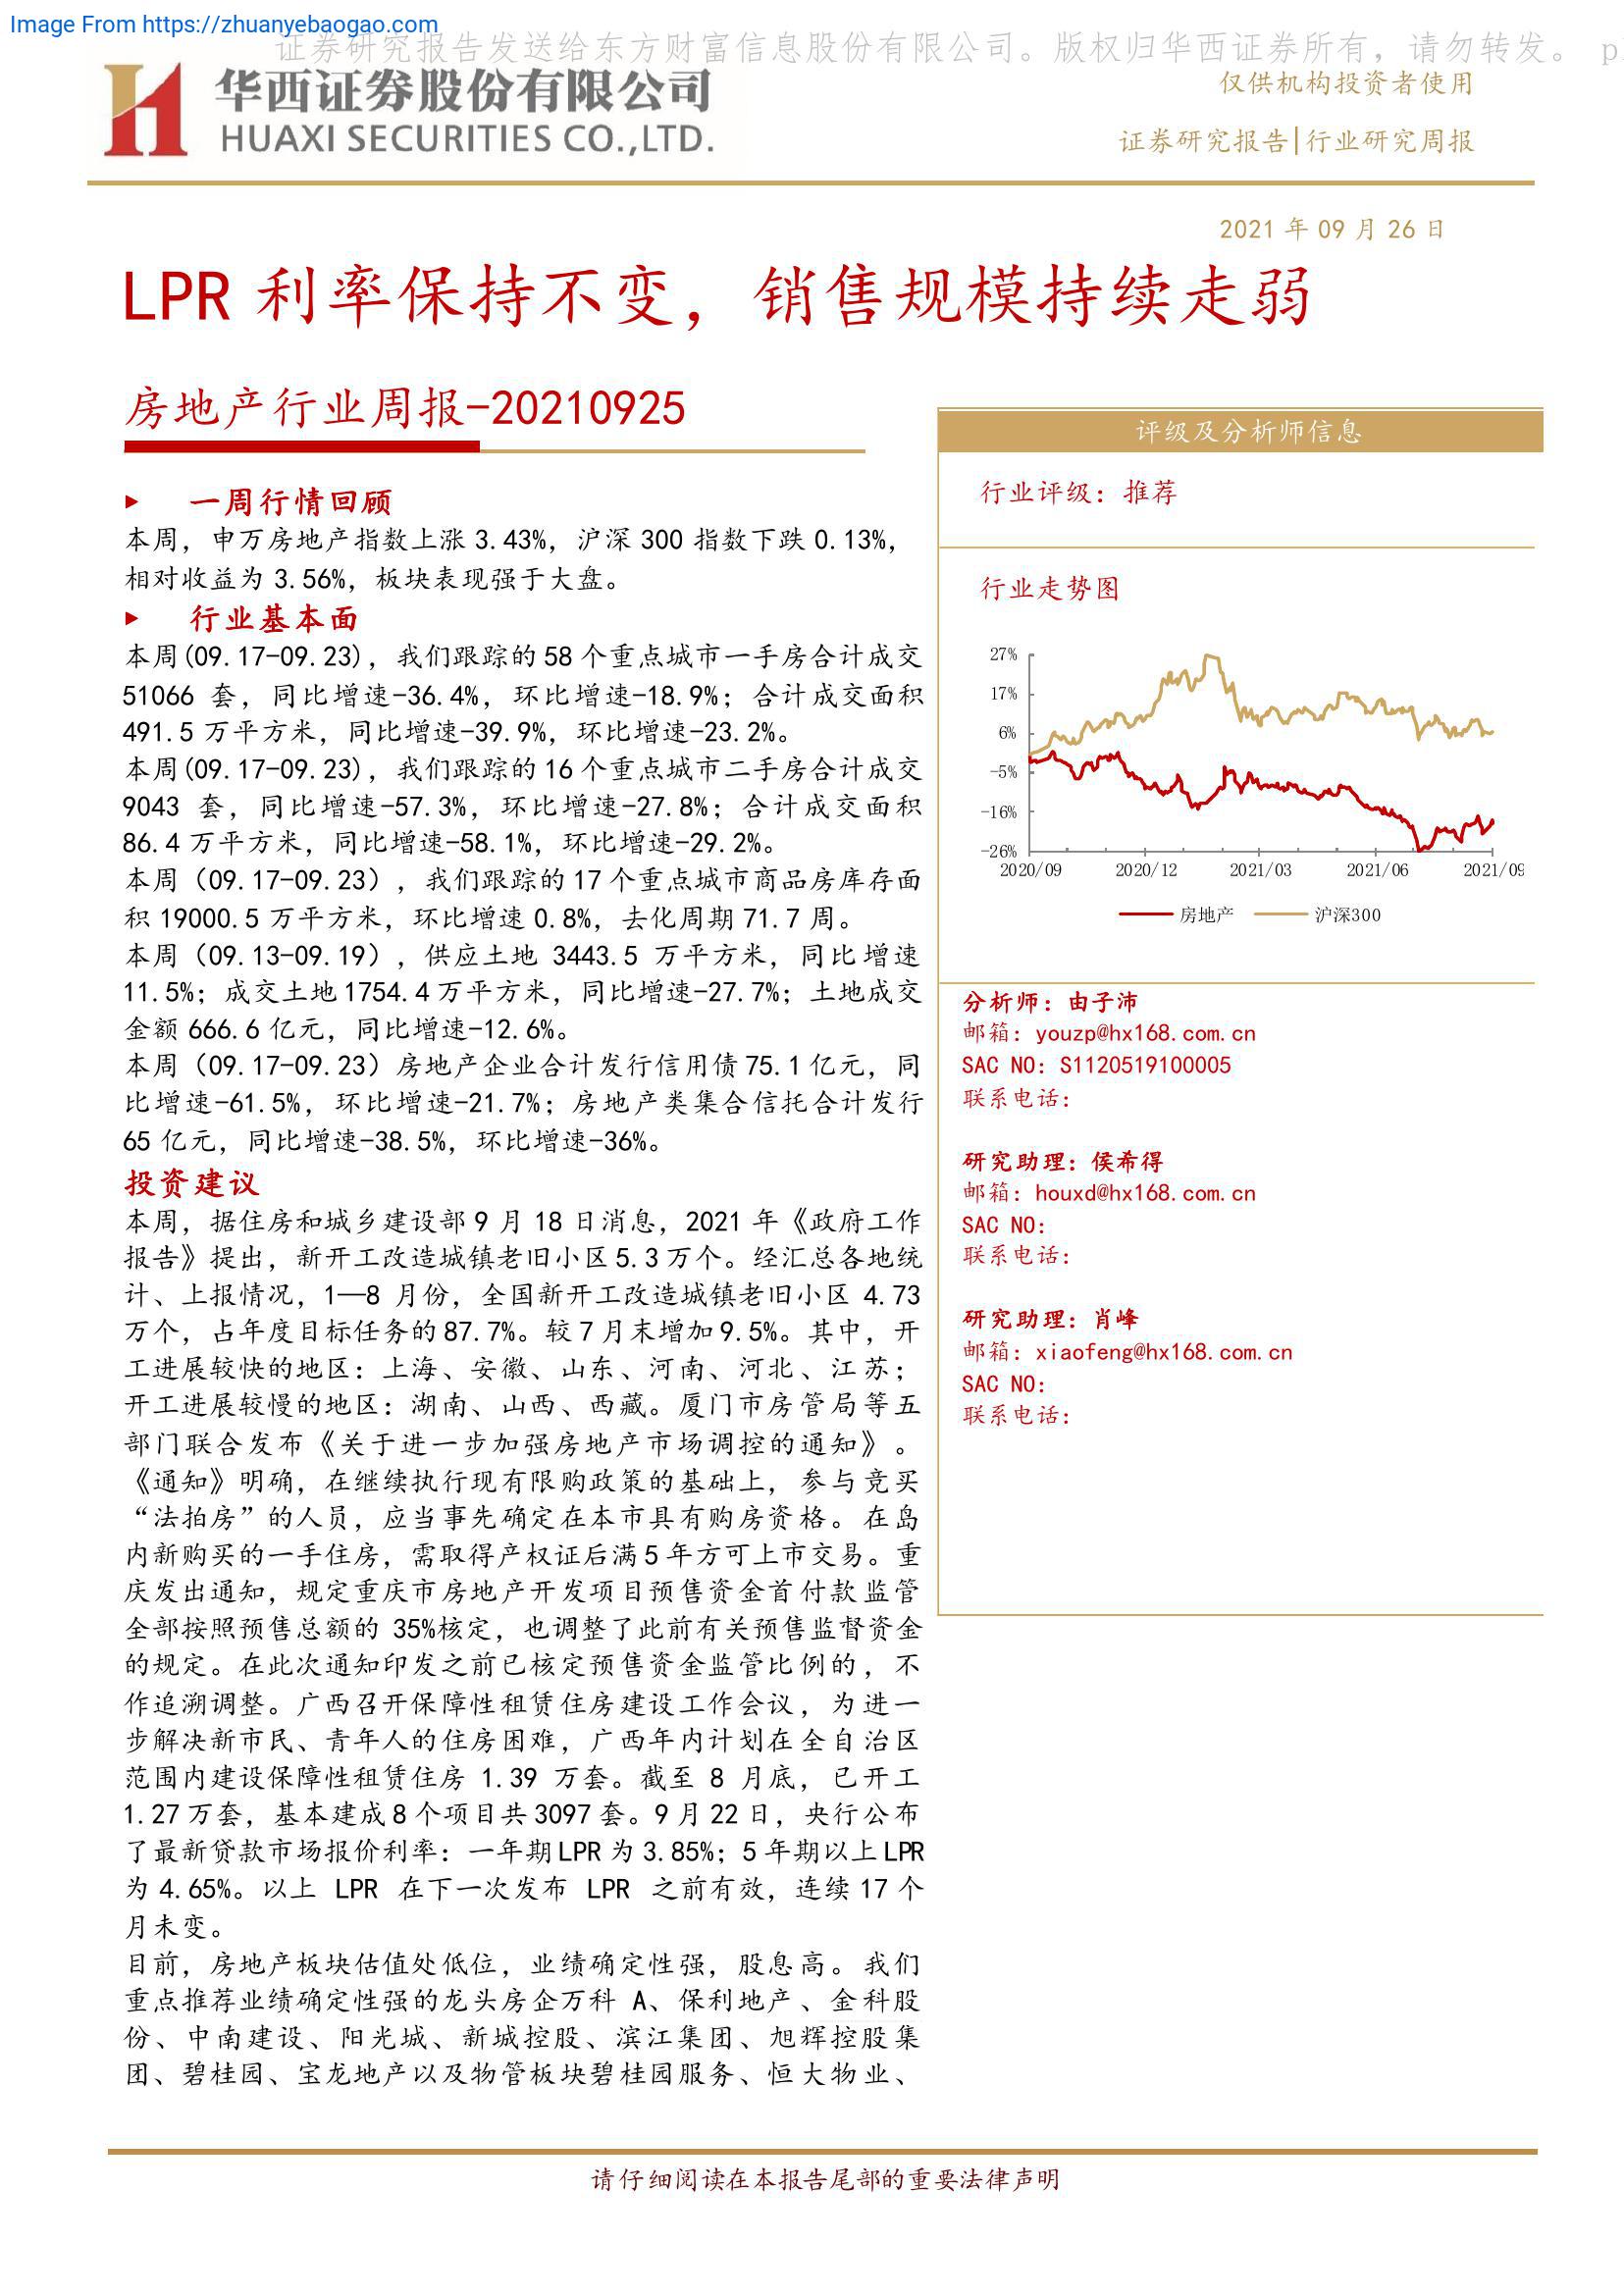 Image From https://zhuanyebaogao.com
证券研究报告发送给东方财富信息股份有限公司。版权归华西证券所有，请勿转发。 p
华西证券股份有限公司
HUAXI SECURITIES CO.,LTD.
仅供机构投资者使用
证券研究报告|行业研究周报
2021 年 09 月 26 日
LPR 利率保持不变，销售规模持续走弱
房地产行业周报-20210925
一周行情回顾
本周，申万房地产指数上涨 3.43%，沪深 300 指数下跌 0.13%，
相对收益为 3.56%，板块表现强于大盘。
行业基本面
本周(09.17-09.23)，我们跟踪的 58 个重点城市一手房合计成交
51066 套，同比增速-36.4%，环比增速-18.9%；合计成交面积
491.5 万平方米，同比增速-39.9%，环比增速-23.2%。
本周(09.17-09.23)，我们跟踪的 16 个重点城市二手房合计成交
9043 套，同比增速-57.3%，环比增速-27.8%；合计成交面积
86.4 万平方米，同比增速-58.1%，环比增速-29.2%。
本周（09.17-09.23），我们跟踪的 17 个重点城市商品房库存面
积 19000.5 万平方米，环比增速 0.8%，去化周期 71.7 周。
本周（09.13-09.19），供应土地 3443.5 万平方米，同比增速
11.5%；成交土地 1754.4 万平方米，同比增速-27.7%；土地成交
金额 666.6 亿元，同比增速-12.6%。
本周（09.17-09.23）房地产企业合计发行信用债 75.1 亿元，同
比增速-61.5%，环比增速-21.7%；房地产类集合信托合计发行
65 亿元，同比增速-38.5%，环比增速-36%。
投资建议
本周，据住房和城乡建设部 9 月 18 日消息，2021 年《政府工作
报告》提出，新开工改造城镇老旧小区 5.3 万个。经汇总各地统
计、上报情况，1—8 月份，全国新开工改造城镇老旧小区 4.73
万个，占年度目标任务的 87.7%。较 7 月末增加 9.5%。其中，开
工进展较快的地区：上海、安徽、山东、河南、河北、江苏；
开工进展较慢的地区：湖南、山西、西藏。厦门市房管局等五
部门联合发布《关于进一步加强房地产市场调控的通知》。
《通知》明确，在继续执行现有限购政策的基础上，参与竞买
“法拍房”的人员，应当事先确定在本市具有购房资格。在岛
内新购买的一手住房，需取得产权证后满 5 年方可上市交易。重
庆发出通知，规定重庆市房地产开发项目预售资金首付款监管
全部按照预售总额的 35%核定，也调整了此前有关预售监督资金
的规定。在此次通知印发之前已核定预售资金监管比例的，不
作追溯调整。广西召开保障性租赁住房建设工作会议，为进一
步解决新市民、青年人的住房困难，广西年内计划在全自治区
范围内建设保障性租赁住房 1.39 万套。截至 8 月底，已开工
1.27 万套，基本建成 8 个项目共 3097 套。9 月 22 日，央行公布
了最新贷款市场报价利率：一年期 LPR 为 3.85%；5 年期以上 LPR
为 4.65%。以上 LPR 在下一次发布 LPR 之前有效，连续 17 个
月未变。
目前，房地产板块估值处低位，业绩确定性强，股息高。我们
重点推荐业绩确定性强的龙头房企万科 A、保利地产、金科股
份、中南建设、阳光城、新城控股、滨江集团、旭辉控股集
团、碧桂园、宝龙地产以及物管板块碧桂园服务、恒大物业、
评级及分析师信息
行业评级：推荐
行业走势图
27%
17%
6%
-5%
-16%
-26%
2020/09 2020/12 2021/03 2021/06 2021/09
房地产 沪深300
分析师：由子沛
邮箱：youzp@hx168.com.cn
SAC NO：S1120519100005
联系电话：
研究助理：侯希得
邮箱：houxd@hx168.com.cn
SAC NO：
联系电话：
研究助理：肖峰
邮箱：xiaofeng@hx168.com.cn
SAC NO：
联系电话：
请仔细阅读在本报告尾部的重要法律声明